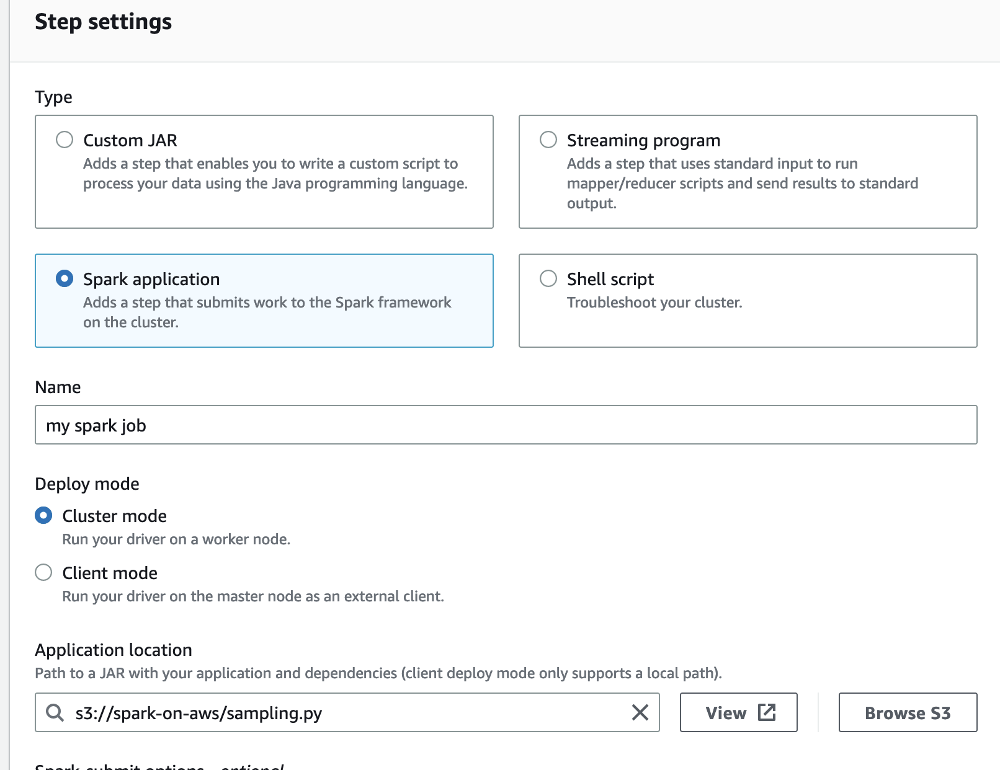 Step settings
Type
Custom JAR
Adds a step that enables you to write a custom script to
process your data using the Java programming language.
Streaming program
Adds a step that uses standard input to run
mapper/reducer scripts and send results to standard
output.
Spark application
Adds a step that submits work to the Spark framework
on the cluster.
Shell script
Troubleshoot your cluster.
Name
my spark job
Deploy mode
Cluster mode
Run your driver on a worker node.
Client mode
Run your driver on the master node as an external client.
Application location
Path to a JAR with your application and dependencies (client deploy mode only supports a local path).
s3://spark-on-aws/sampling.py
View
Browse S3
Spark-submit options - optional